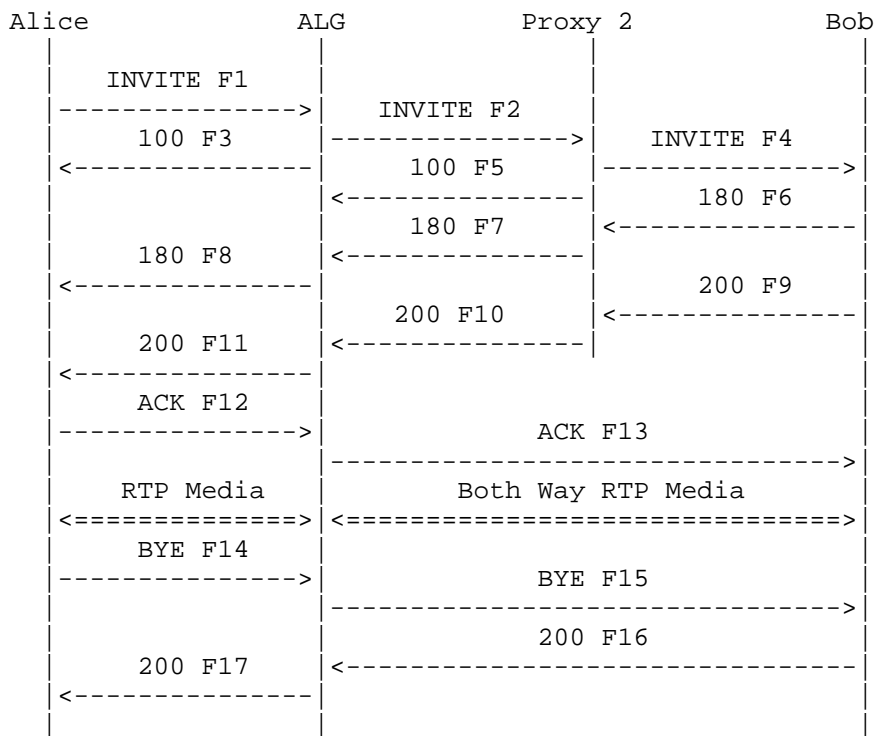 Alice ALG Proxy 2 Bob
INVITE F1
INVITE F2
100 F3 INVITE F4
100 F5
180 F6
180 F7
180 F8
200 F9
200 F10
200 F11
ACK F12
ACK F13
RTP Media Both Way RTP Media
BYE F14
BYE F15
200 F16
200 F17